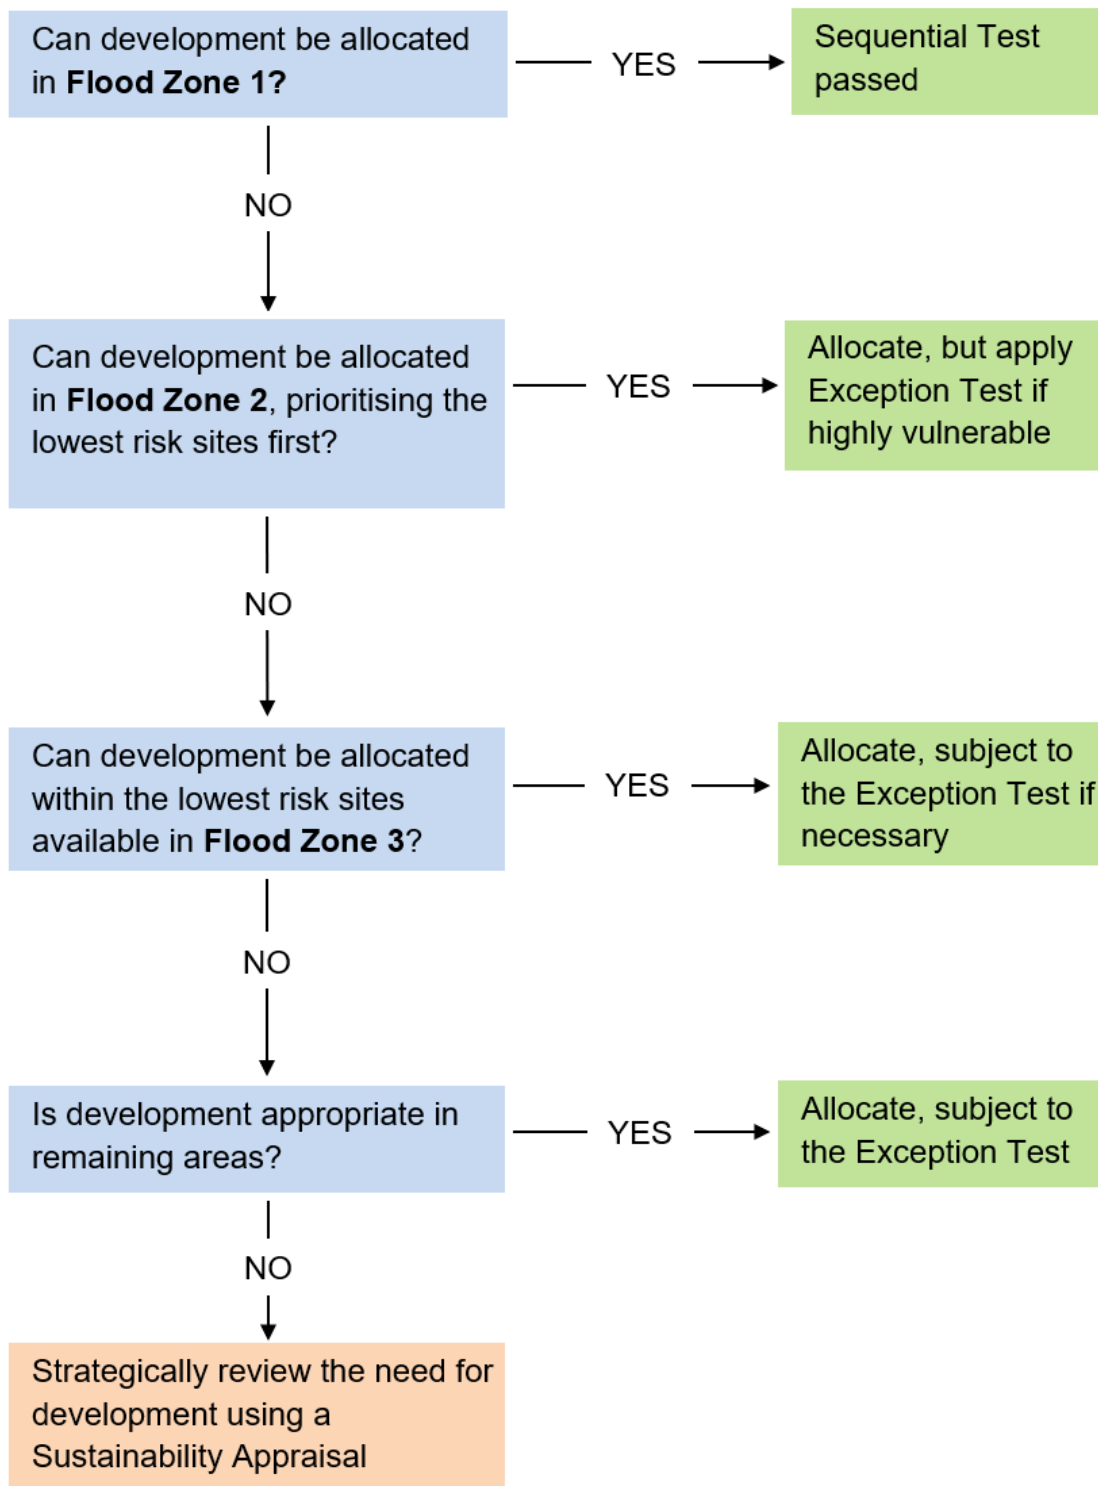 Can development be allocated
in Flood Zone 1?
YES
Sequential Test
passed
NO
Can development be allocated
in Flood Zone 2, prioritising the
lowest risk sites first?
YES
Allocate, but apply
Exception Test if
highly vulnerable
NO
Can development be allocated
within the lowest risk sites
available in Flood Zone 3?
YES
Allocate, subject to
the Exception Test if
necessary
NO
Is development appropriate in
remaining areas?
YES
Allocate, subject to
the Exception Test
NO
Strategically review the need for
development using a
Sustainability Appraisal